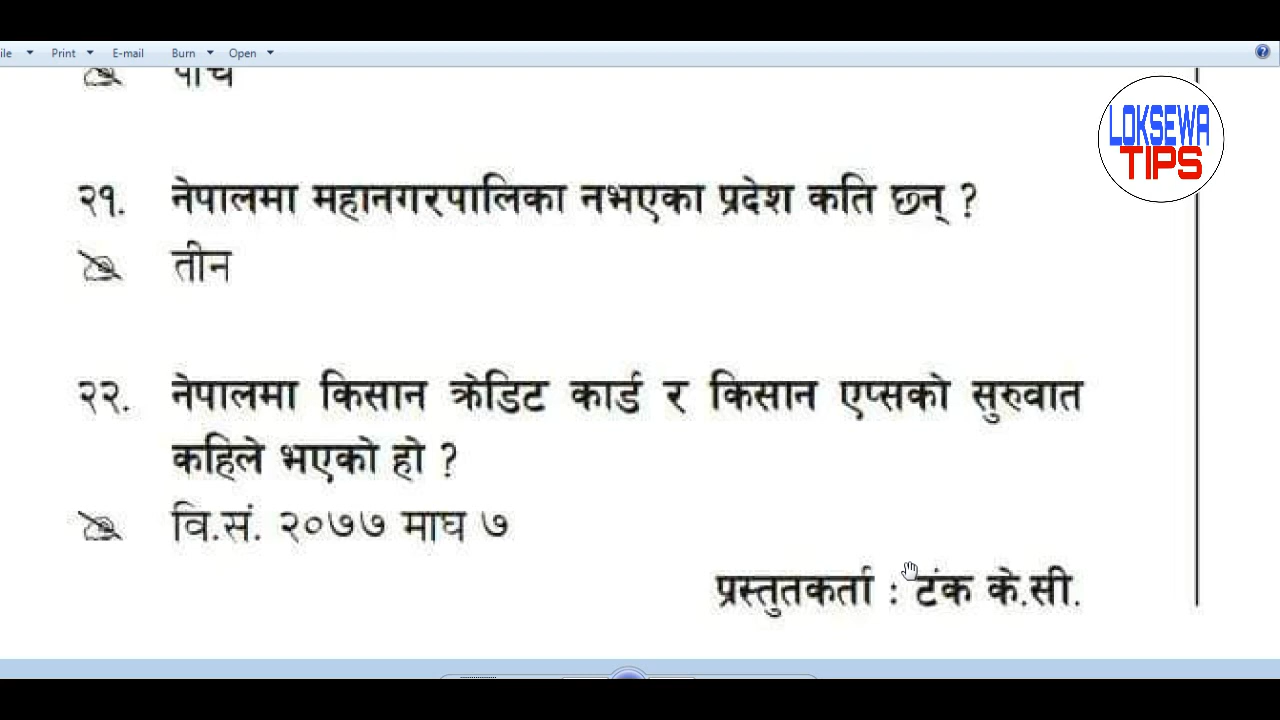 ile Print E-mail Burn Open
पाँच
LOKSEWA
TIPS
२१. नेपालमा महानगरपालिका नभएका प्रदेश कति छन् ?
तीन
२२. नेपालमा किसान क्रेडिट कार्ड र किसान एप्सको सुरुवात
कहिले भएको हो ?
वि.सं. २०७७ माघ ७
प्रस्तुतकर्ता : टंक के.सी.